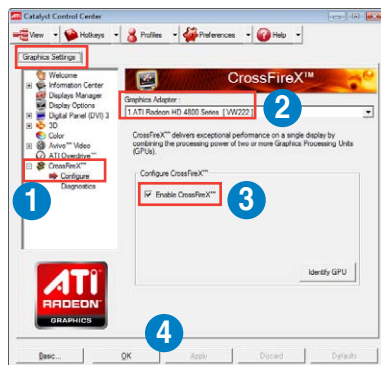 Catalyst Control Center
View Hotkeys Profiles Preferences Help
Graphics Settings
Welcome
Information Center
Displays Manager
Display Options
Digital Panel (DVI) 3
3D
Color
Avivo™ Video
ATI Overdrive™
CrossFireX™
Configure
Diagnostics
1
ATI
RADEON
GRAPHICS
CrossFireX™
Graphics Adapter:
1.ATI Radeon HD 4800 Series [ VW222 ]
2
CrossFireX™ delivers exceptional performance on a single display by
combining the processing power of two or more Graphics Processing Units
(GPUs).
Configure CrossFireX™
Enable CrossFireX™
3
Identify GPU
4
Basic... OK Apply Discard Defaults